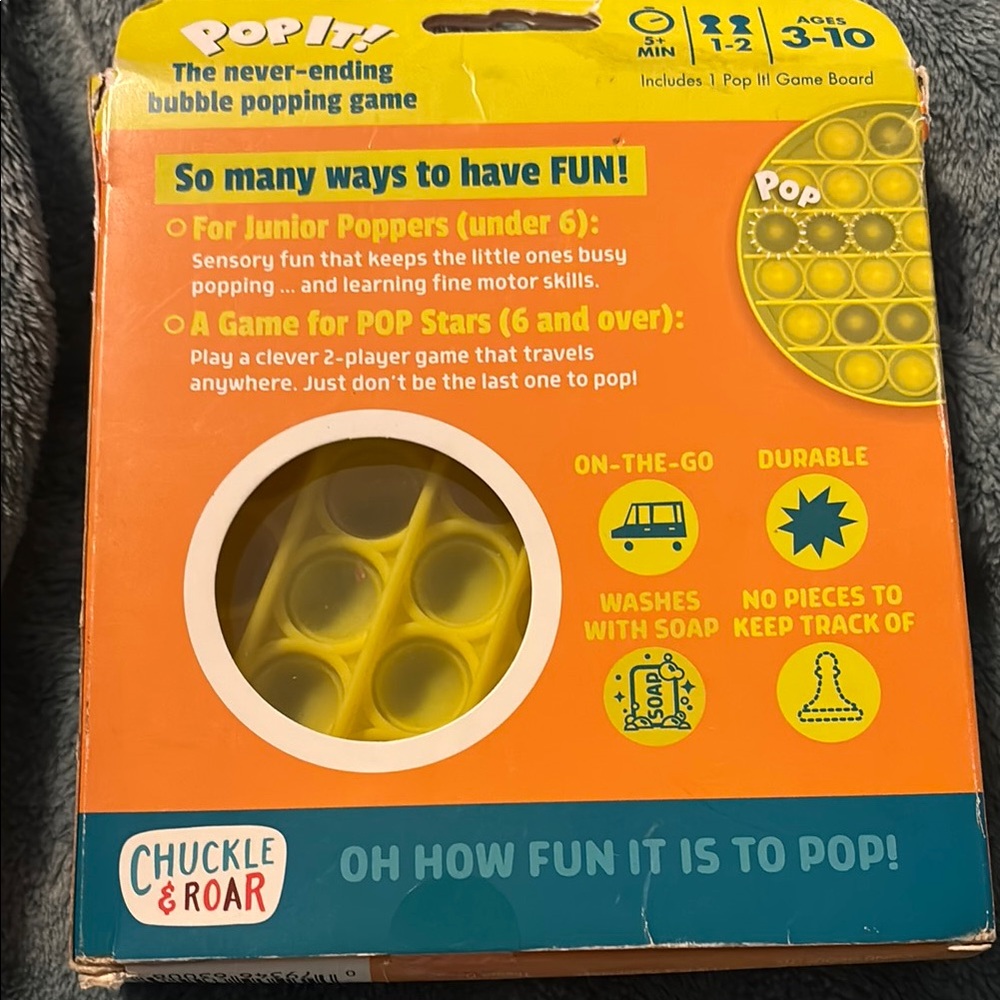 POP IT!
The never-ending
bubble popping game
5+
MIN
1-2
AGES
3-10
Includes 1 Pop It! Game Board
So many ways to have FUN!
For Junior Poppers (under 6):
Sensory fun that keeps the little ones busy
popping ... and learning fine motor skills.
A Game for POP Stars (6 and over):
Play a clever 2-player game that travels
anywhere. Just don't be the last one to pop!
POP
ON-THE-GO
DURABLE
WASHES
WITH SOAP
NO PIECES TO
KEEP TRACK OF
SOAP
CHUCKLE
& ROAR
OH HOW FUN IT IS TO POP!